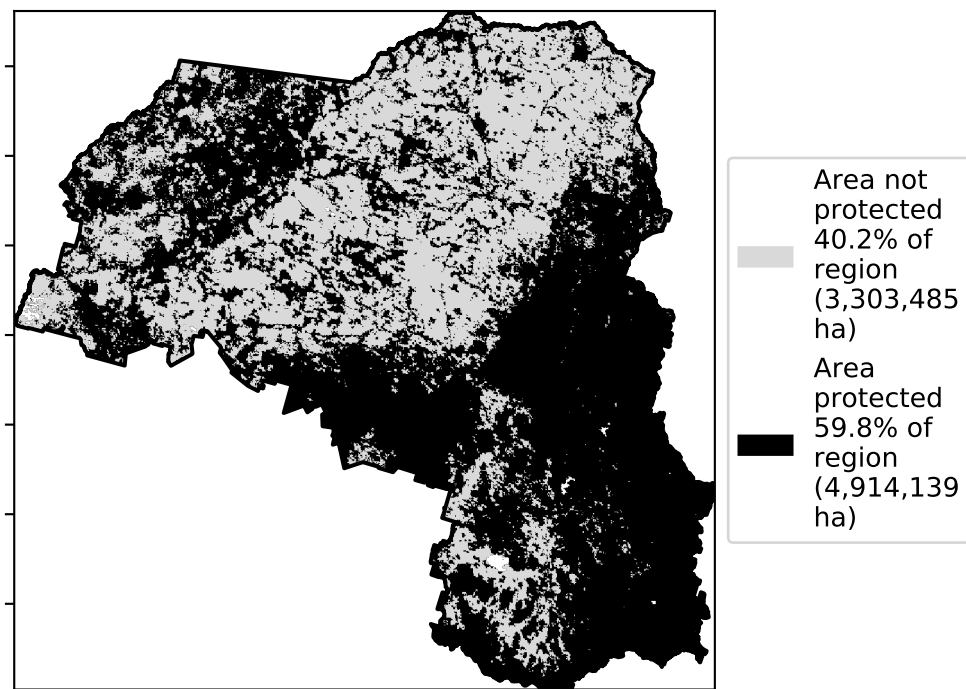 Area not
protected
40.2% of
region
(3,303,485
ha)
Area
protected
59.8% of
region
(4,914,139
ha)